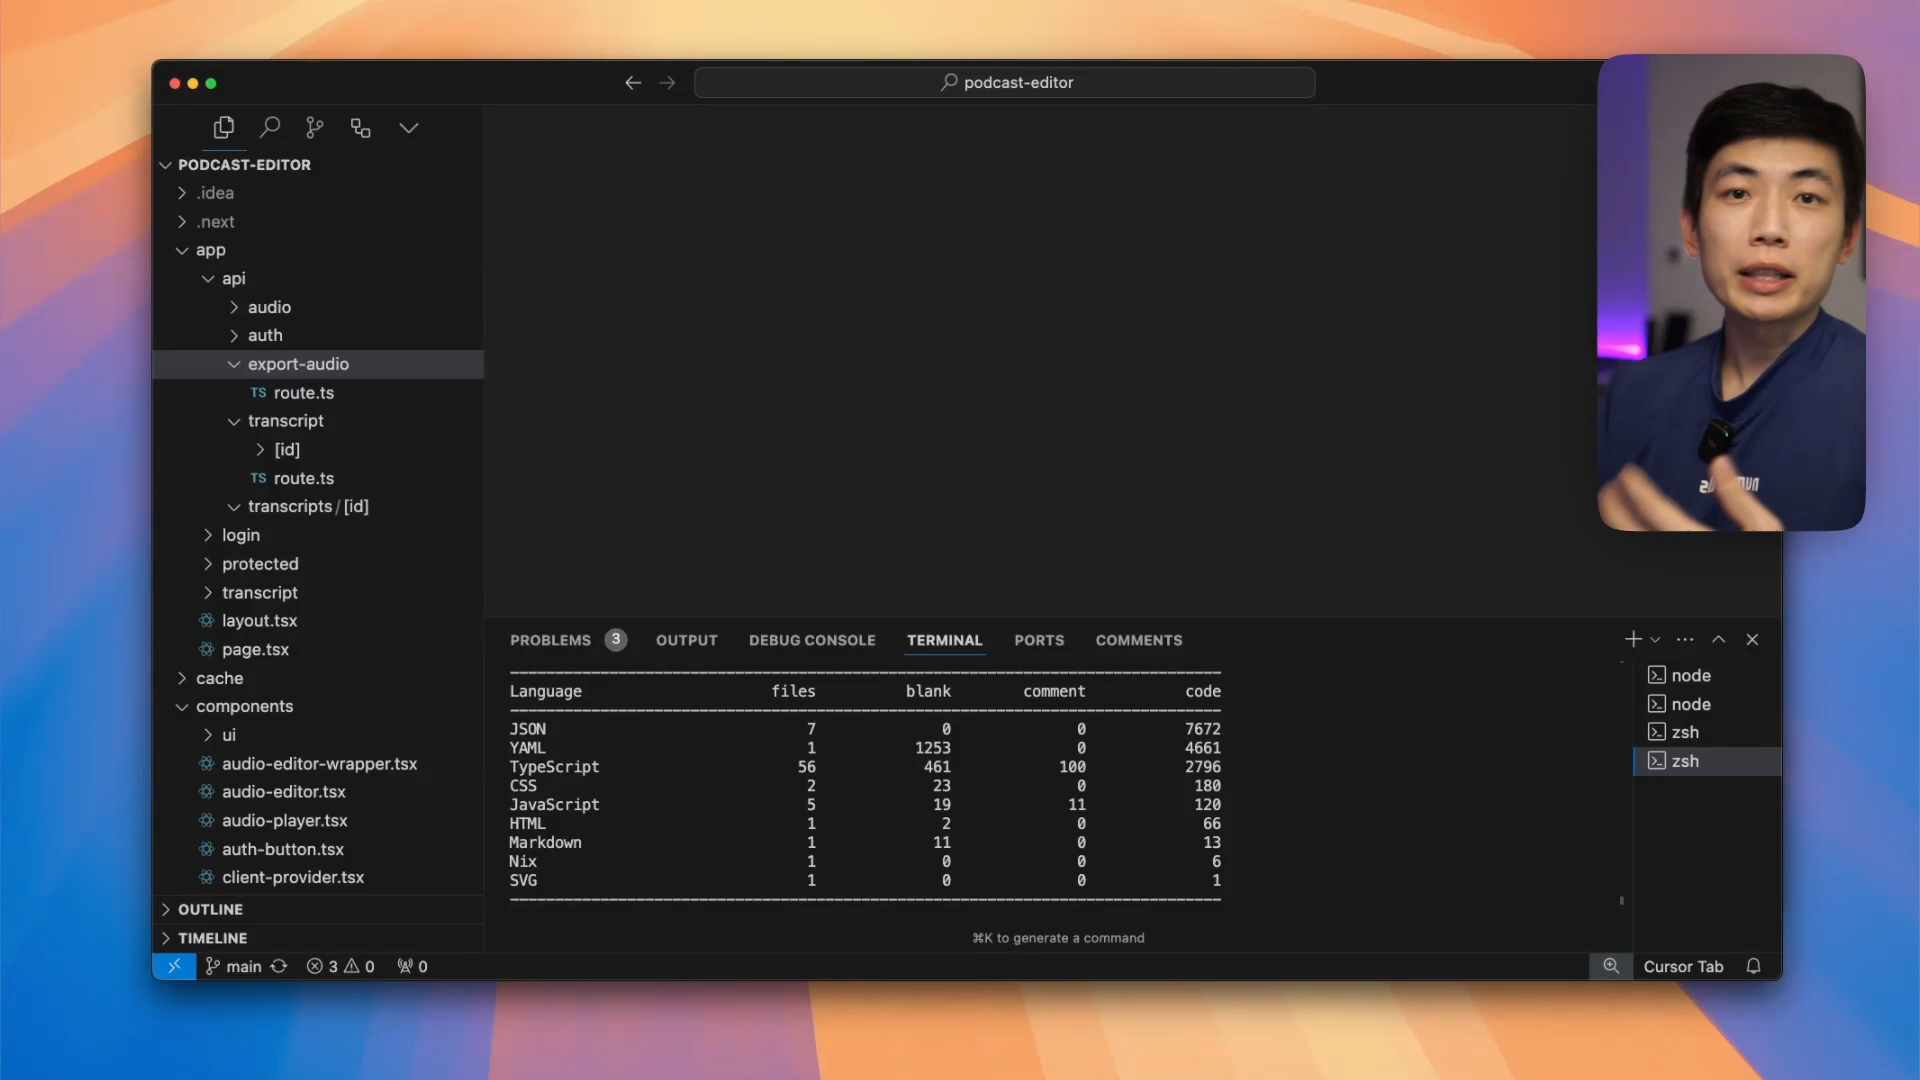 podcast-editor
PODCAST-EDITOR
.idea
.next
app
api
audio
auth
export-audio
TS route.ts
transcript
[id]
TS route.ts
transcripts/[id]
login
protected
transcript
layout.tsx
page.tsx
cache
components
ui
audio-editor-wrapper.tsx
audio-editor.tsx
audio-player.tsx
auth-button.tsx
client-provider.tsx
OUTLINE
TIMELINE
PROBLEMS 3 OUTPUT DEBUG CONSOLE TERMINAL PORTS COMMENTS
Language files blank comment code
JSON 7 0 0 7672
YAML 1 1253 0 4661
TypeScript 56 461 100 2796
CSS 2 23 0 180
JavaScript 5 19 11 120
HTML 1 2 0 66
Markdown 1 11 0 13
Nix 1 0 0 6
SVG 1 0 0 1
⌘K to generate a command
node
node
zsh
zsh
main 3 0 0 Cursor Tab